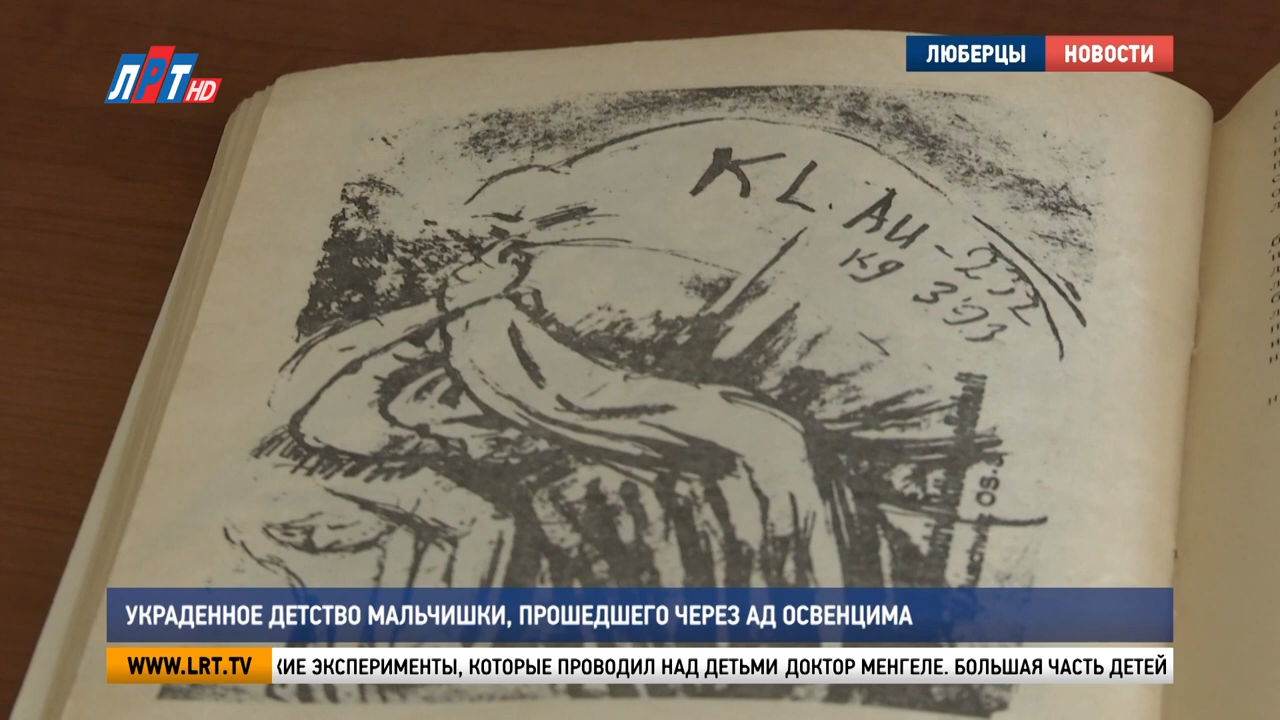 ЛРТ HD
ЛЮБЕРЦЫ НОВОСТИ
KL. AU-232
УКРАДЕННОЕ ДЕТСТВО МАЛЬЧИШКИ, ПРОШЕДШЕГО ЧЕРЕЗ АД ОСВЕНЦИМА
WWW.LRT.TV ИЕ ЭКСПЕРИМЕНТЫ, КОТОРЫЕ ПРОВОДИЛ НАД ДЕТЬМИ ДОКТОР МЕНГЕЛЕ. БОЛЬШАЯ ЧАСТЬ ДЕТЕЙ